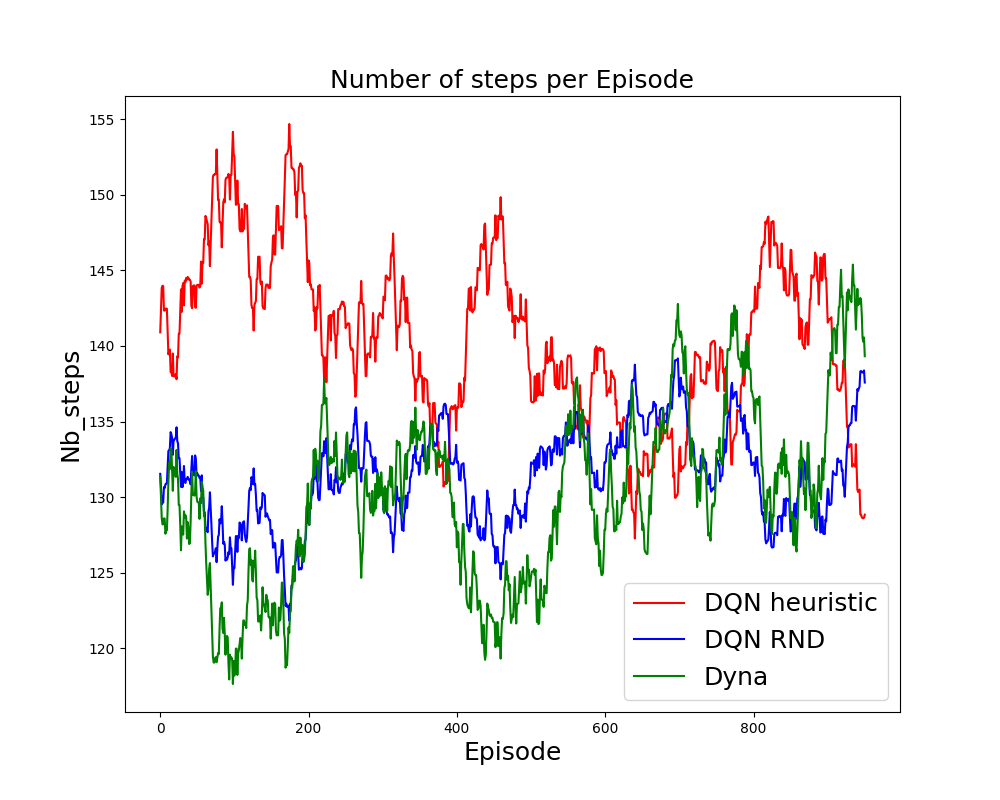 Number of steps per Episode
Nb_steps
155
150
145
140
135
130
125
120
0 200 400 600 800
Episode
DQN heuristic
DQN RND
Dyna